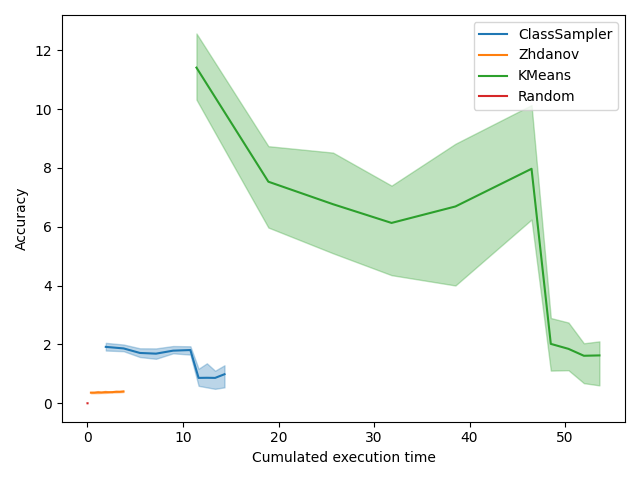 ClassSampler
Zhdanov
KMeans
Random
12
10
8
6
4
2
0
Accuracy
0 10 20 30 40 50
Cumulated execution time